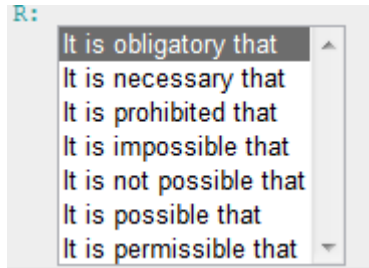 R:
It is obligatory that
It is necessary that
It is prohibited that
It is impossible that
It is not possible that
It is possible that
It is permissible that